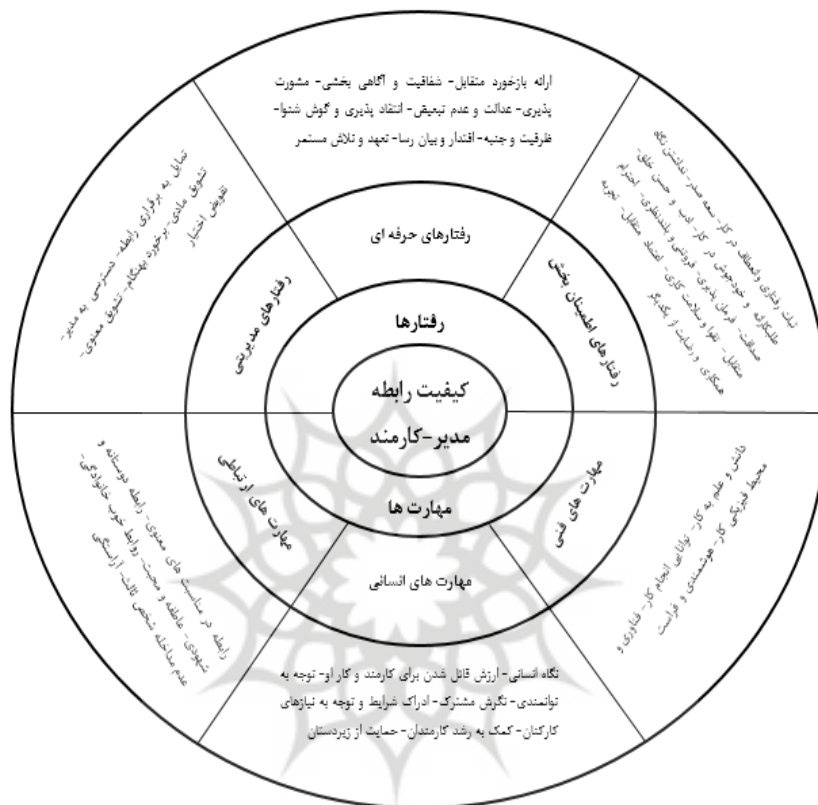 ارائه بازخورد متقابل- شفافیت و آگاهی بخشی- مشورت
پذیری- عدالت و عدم تبعیض- انتقاد پذیری و گوش شنوا-
ظرفیت و جنبه- اقتدار و بیان رسا- تعهد و تلاش مستمر
ثبات رفتاری وانعطاف در کار- سعه صدر- نداشتن نگاه
طلبکارانه و خودجوش در کار- ادب و حسن خلق-
صداقت- فرمان پذیری- فروتنی و بلندنظری- احترام
متقابل- تقوا و سلامت کاری- اعتماد متقابل- تجربه
همکاری و رضایت از یکدیگر
تمایل به برقراری رابطه- دسترسی به مدیر-
تشویق مادی- برخورد بهنگام- تشویق معنوی-
تفویض اختیار
رفتارهای حرفه ای
رفتارهای اطمینان بخش
رفتارهای مدیریتی
رفتارها
کیفیت رابطه
مدیر-کارمند
مهارت ها
مهارت های فنی
مهارت های ارتباطی
مهارت های انسانی
دانش و علم به کار- توانایی انجام کار- فناوری و
محیط فیزیکی کار- هوشمندی و فراست
رابطه در مناسبت های معنوی- رابطه دوستانه و
شهودی- عاطفه و محبت- روابط خوب خانوادگی-
عدم مداخله شخص ثالث- آراستگی
نگاه انسانی- ارزش قائل شدن برای کارمند و کار او- توجه به
توانمندی- نگرش مشترک- ادراک شرایط و توجه به نیازهای
کارکنان- کمک به رشد کارمندان- حمایت از زیردستان